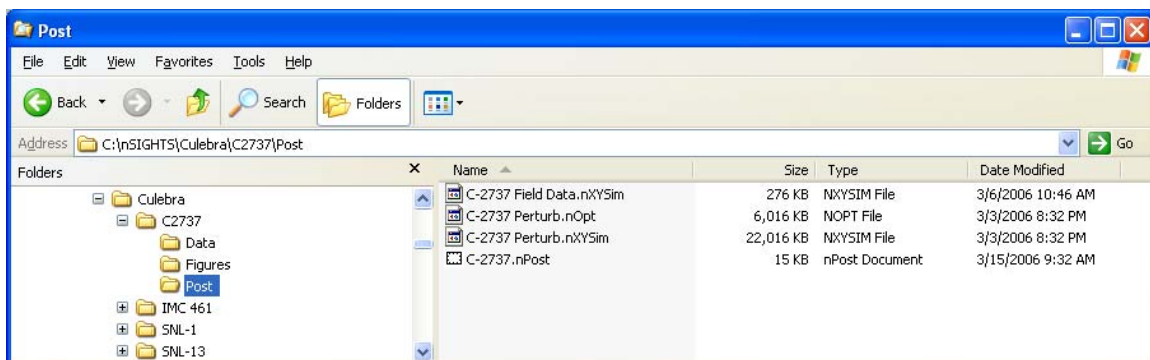 Post
File Edit View Favorites Tools Help
Back Search Folders
Address C:\nSIGHTS\Culebra\C2737\Post Go
Folders Name Size Type Date Modified
Culebra
C2737
Data
Figures
Post
IMC 461
SNL-1
SNL-13
C-2737 Field Data.nXYSim 276 KB NXYSIM File 3/6/2006 10:46 AM
C-2737 Perturb.nOpt 6,016 KB NOPT File 3/3/2006 8:32 PM
C-2737 Perturb.nXYSim 22,016 KB NXYSIM File 3/3/2006 8:32 PM
C-2737.nPost 15 KB nPost Document 3/15/2006 9:32 AM